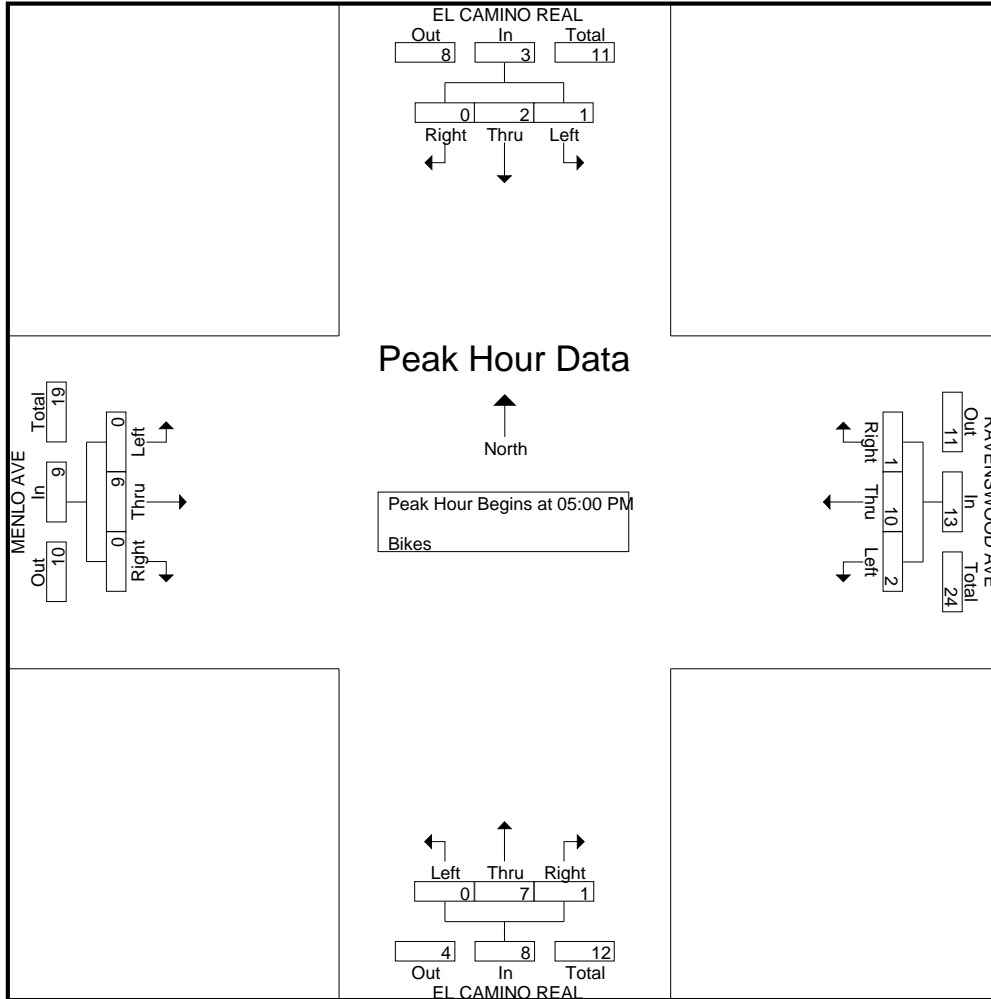 EL CAMINO REAL
Out In Total
8 3 11
0 2 1
Right Thru Left
Peak Hour Data
North
Peak Hour Begins at 05:00 PM
Bikes
MENLO AVE
Out In Total
10 9 19
Right Thru Left
0 9 0
RAVENSWOOD AVE
Out In Total
11 13 24
Right Thru Left
1 10 2
Left Thru Right
0 7 1
4 8 12
Out In Total
EL CAMINO REAL